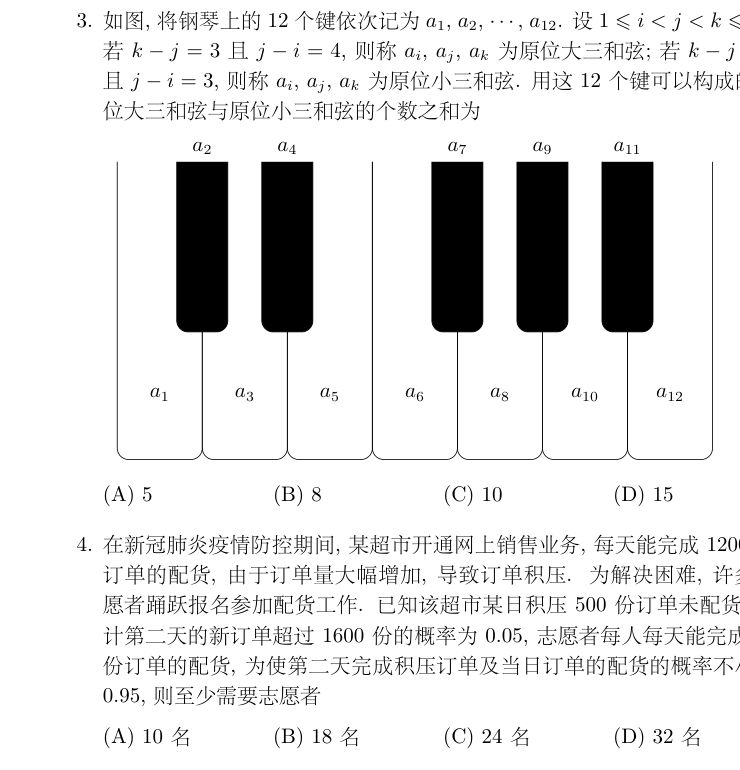 3. 如图, 将钢琴上的 12 个键依次记为 a₁, a₂, ⋯, a₁₂. 设 1 ⩽ i < j < k ⩽
若 k − j = 3 且 j − i = 4, 则称 aᵢ, aⱼ, aₖ 为原位大三和弦; 若 k − j
且 j − i = 3, 则称 aᵢ, aⱼ, aₖ 为原位小三和弦. 用这 12 个键可以构成的
位大三和弦与原位小三和弦的个数之和为
a₂ a₄ a₇ a₉ a₁₁
a₁ a₃ a₅ a₆ a₈ a₁₀ a₁₂
(A) 5 (B) 8 (C) 10 (D) 15
4. 在新冠肺炎疫情防控期间, 某超市开通网上销售业务, 每天能完成 1200
订单的配货, 由于订单量大幅增加, 导致订单积压. 为解决困难, 许多
愿者踊跃报名参加配货工作. 已知该超市某日积压 500 份订单未配货
计第二天的新订单超过 1600 份的概率为 0.05, 志愿者每人每天能完成
份订单的配货, 为使第二天完成积压订单及当日订单的配货的概率不小
0.95, 则至少需要志愿者
(A) 10 名 (B) 18 名 (C) 24 名 (D) 32 名